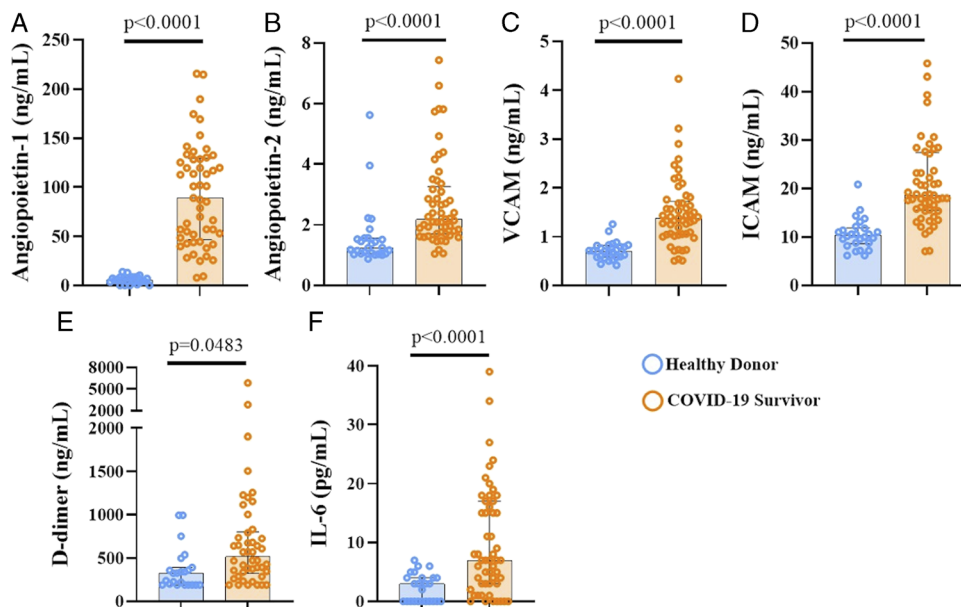 A
p<0.0001
Angiopoietin-1 (ng/mL)
250
200
150
100
50
0
B
p<0.0001
Angiopoietin-2 (ng/mL)
8
6
4
2
0
C
p<0.0001
VCAM (ng/mL)
5
4
3
2
1
0
D
p<0.0001
ICAM (ng/mL)
50
40
30
20
10
0
E
p=0.0483
D-dimer (ng/mL)
8000
5000
2000
2000
1500
1000
500
0
F
p<0.0001
IL-6 (pg/mL)
40
30
20
10
0
Healthy Donor
COVID-19 Survivor